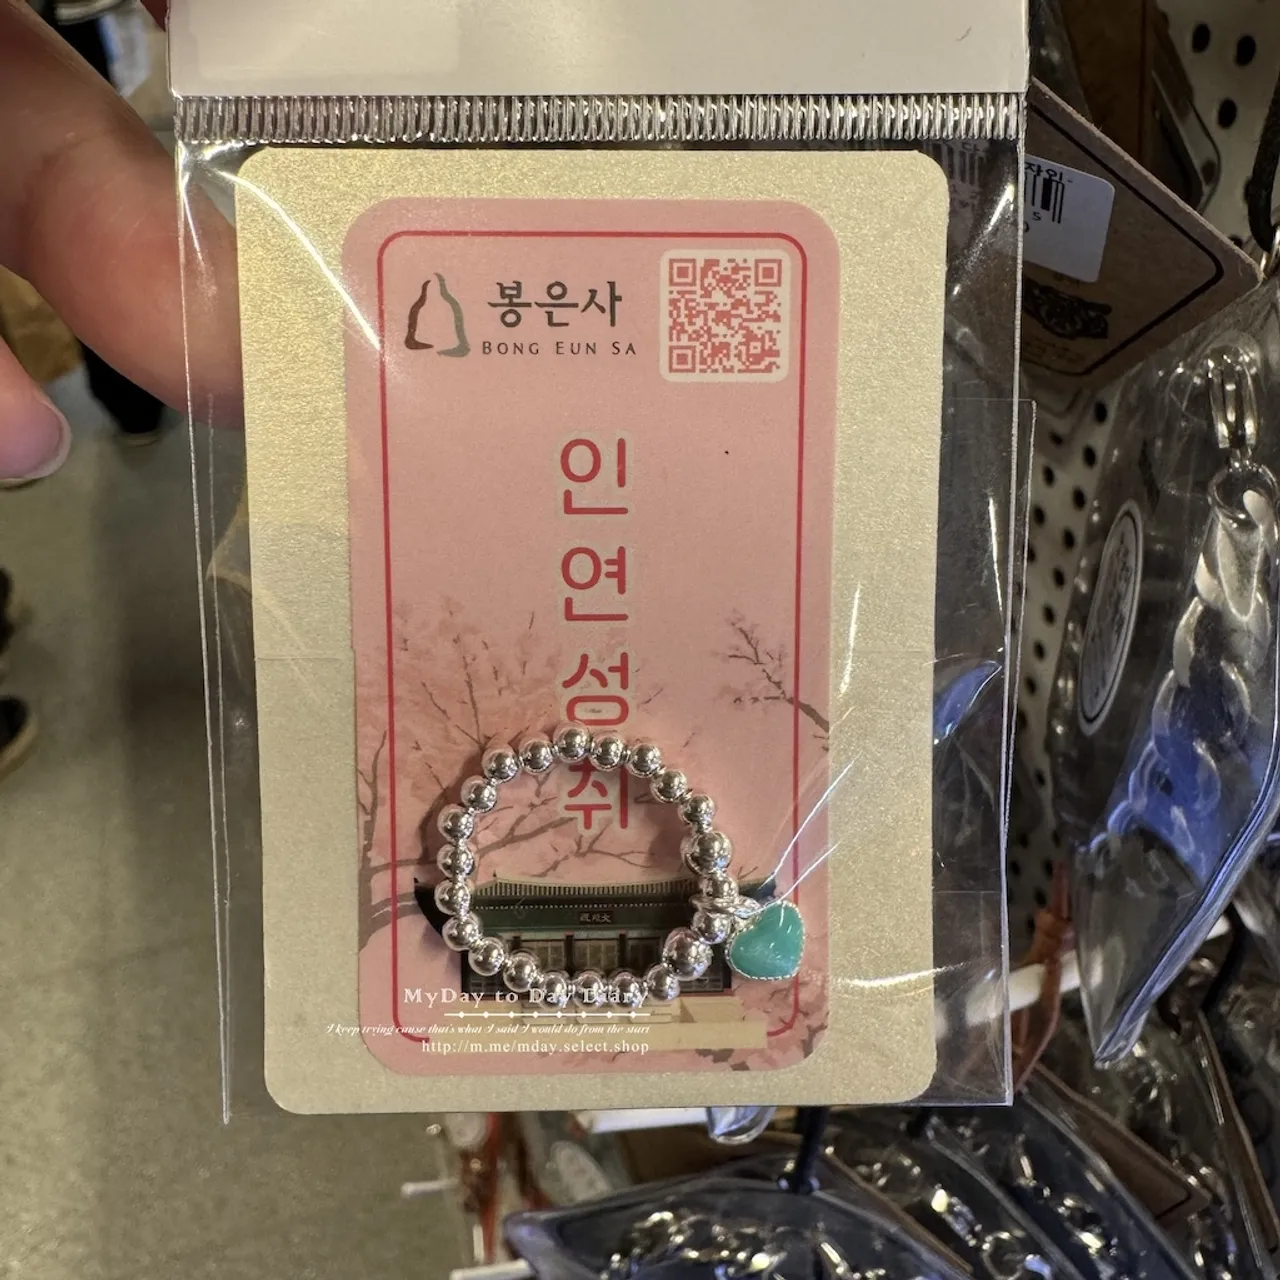 봉은사
BONG EUN SA
인
연
성
취
MyDay to Day Diary
I keep trying cause that's what I said I would do from the start
http://m.me/mday.select.shop